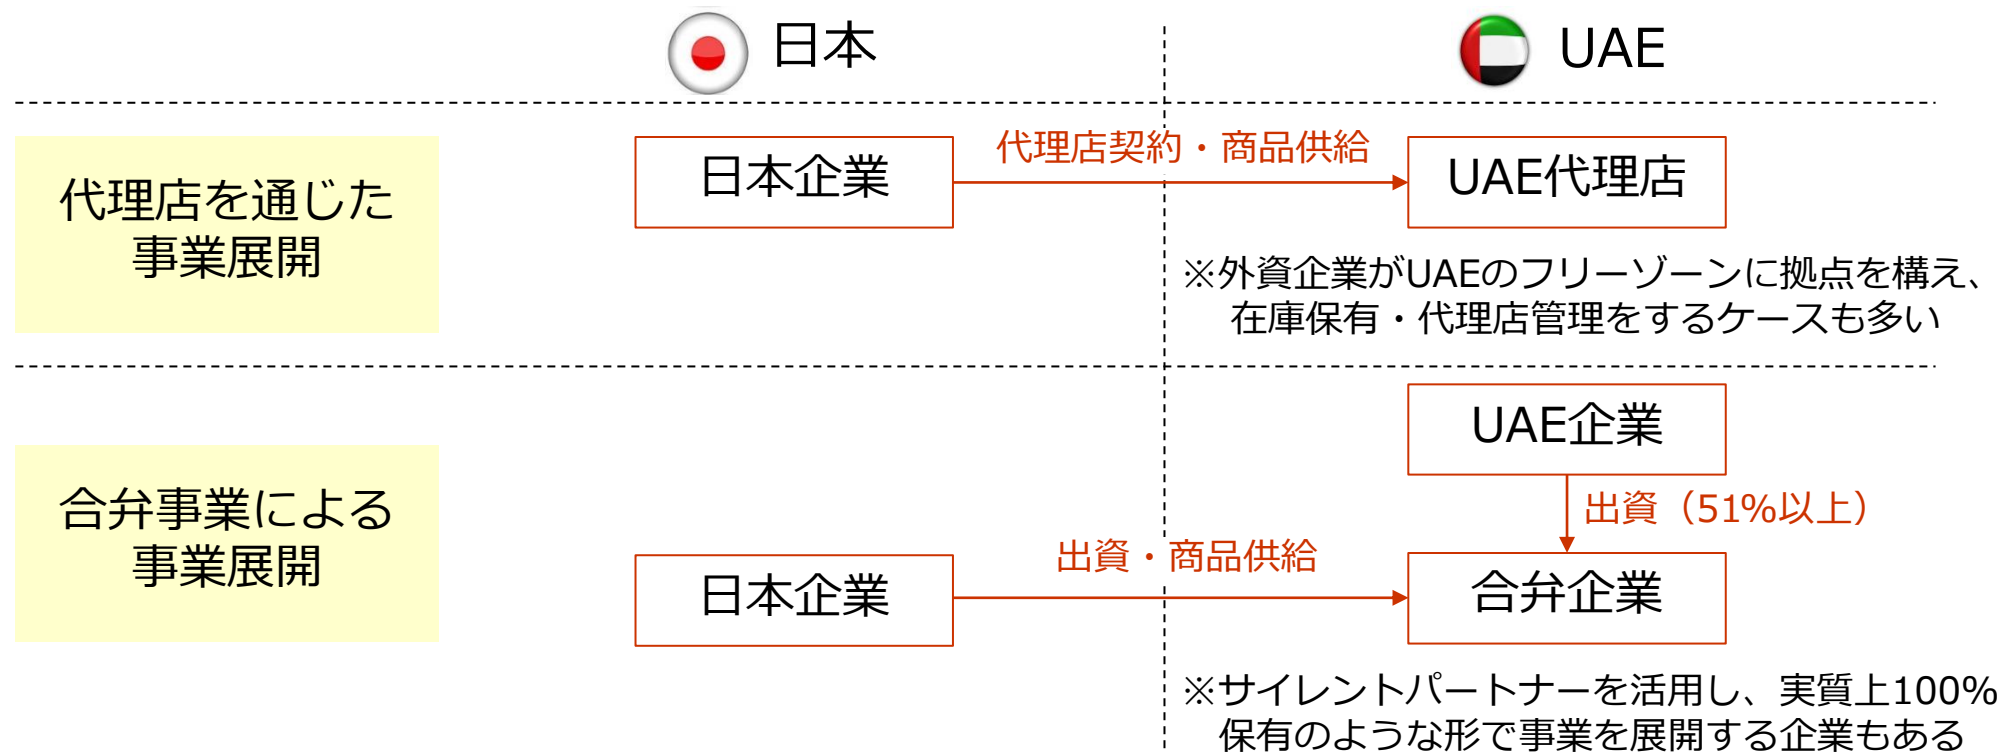 日本
UAE
代理店を通じた
事業展開
日本企業
代理店契約・商品供給
UAE代理店
※外資企業がUAEのフリーゾーンに拠点を構え、
在庫保有・代理店管理をするケースも多い
合弁事業による
事業展開
UAE企業
出資（51%以上）
日本企業
出資・商品供給
合弁企業
※サイレントパートナーを活用し、実質上100%
保有のような形で事業を展開する企業もある